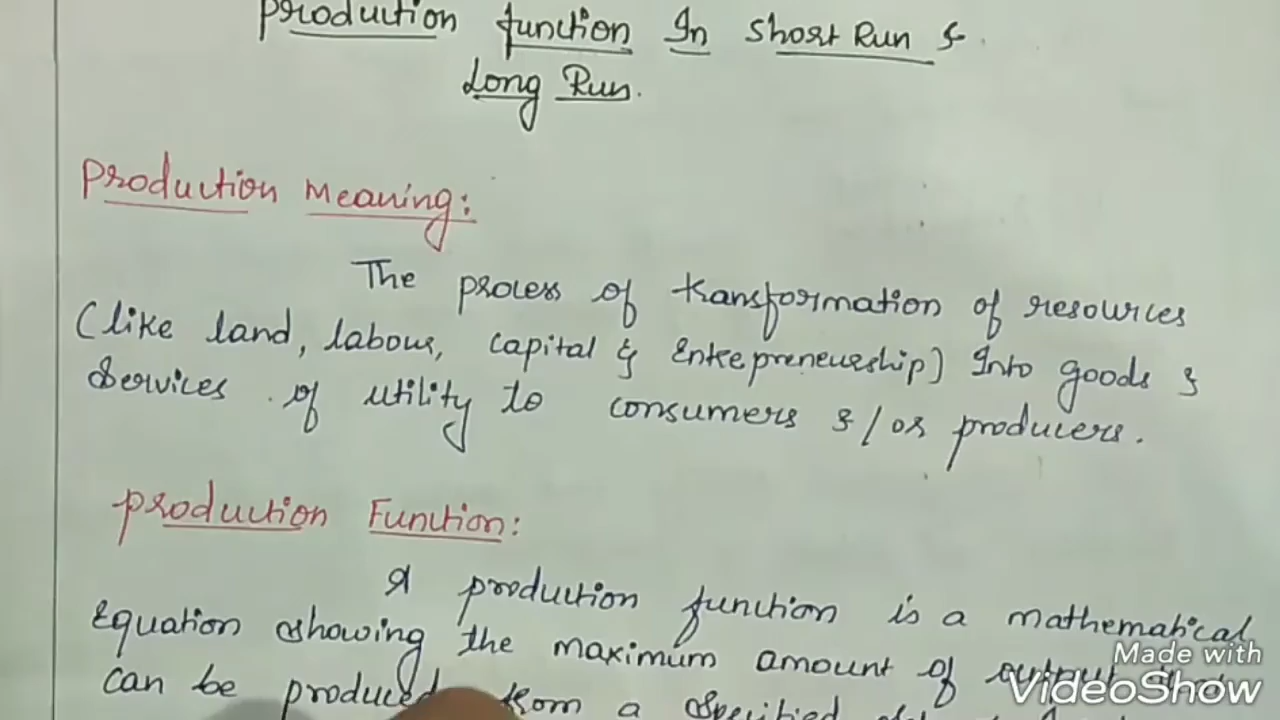 production function In Short Run &
Long Run.
Production Meaning:
The process of transformation of resources
(like land, labour, capital & Entrepreneurship) Into goods &
Services of utility to consumers & / or producers.
production Function:
A production function is a mathematical
Equation showing the maximum amount of output
can be produced from a specified
Made with
VideoShow